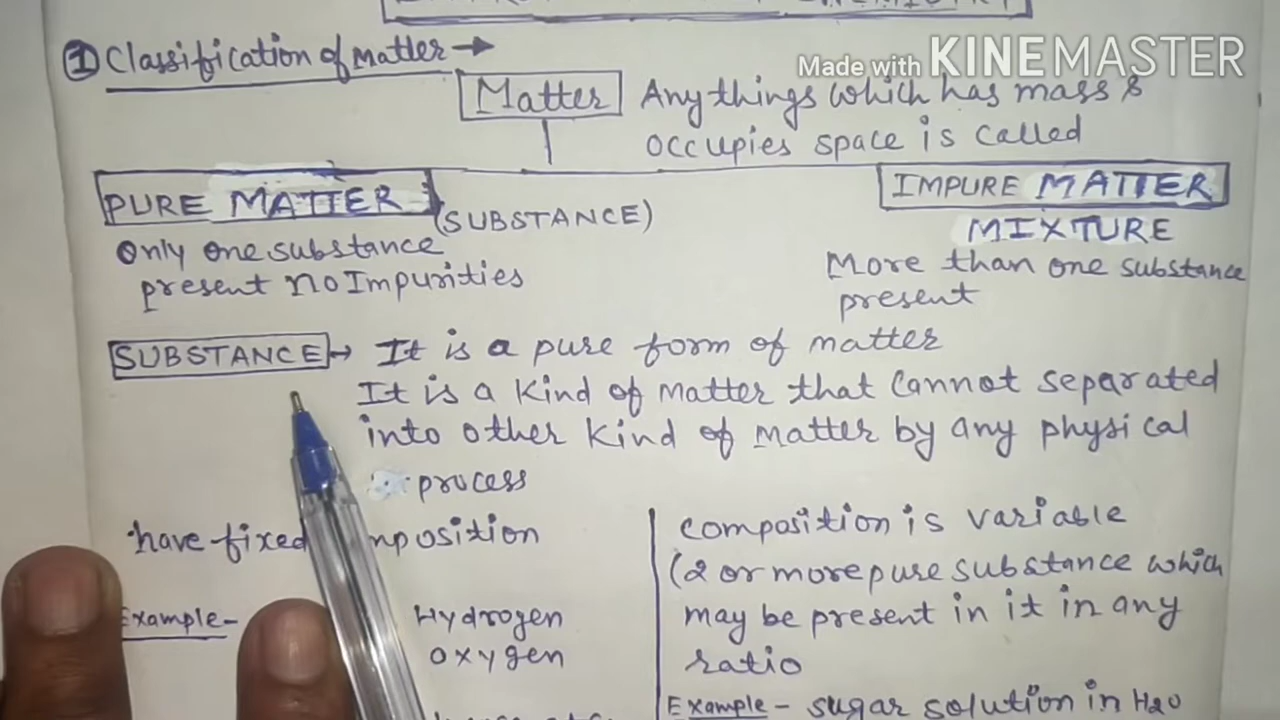 ① Classification of Matter →
Made with KINEMASTER
Matter Any things which has mass &
occupies space is called
PURE MATTER (SUBSTANCE)
IMPURE MATTER
MIXTURE
Only one substance
present no Impurities
More than one substance
present
SUBSTANCE → It is a pure form of matter
It is a kind of matter that cannot separated
into other kind of matter by any physical
process
have fixed mposition
composition is variable
(2 or more pure substance which
may be present in it in any
ratio
Example- Hydrogen
oxygen
Example - sugar solution in H2O